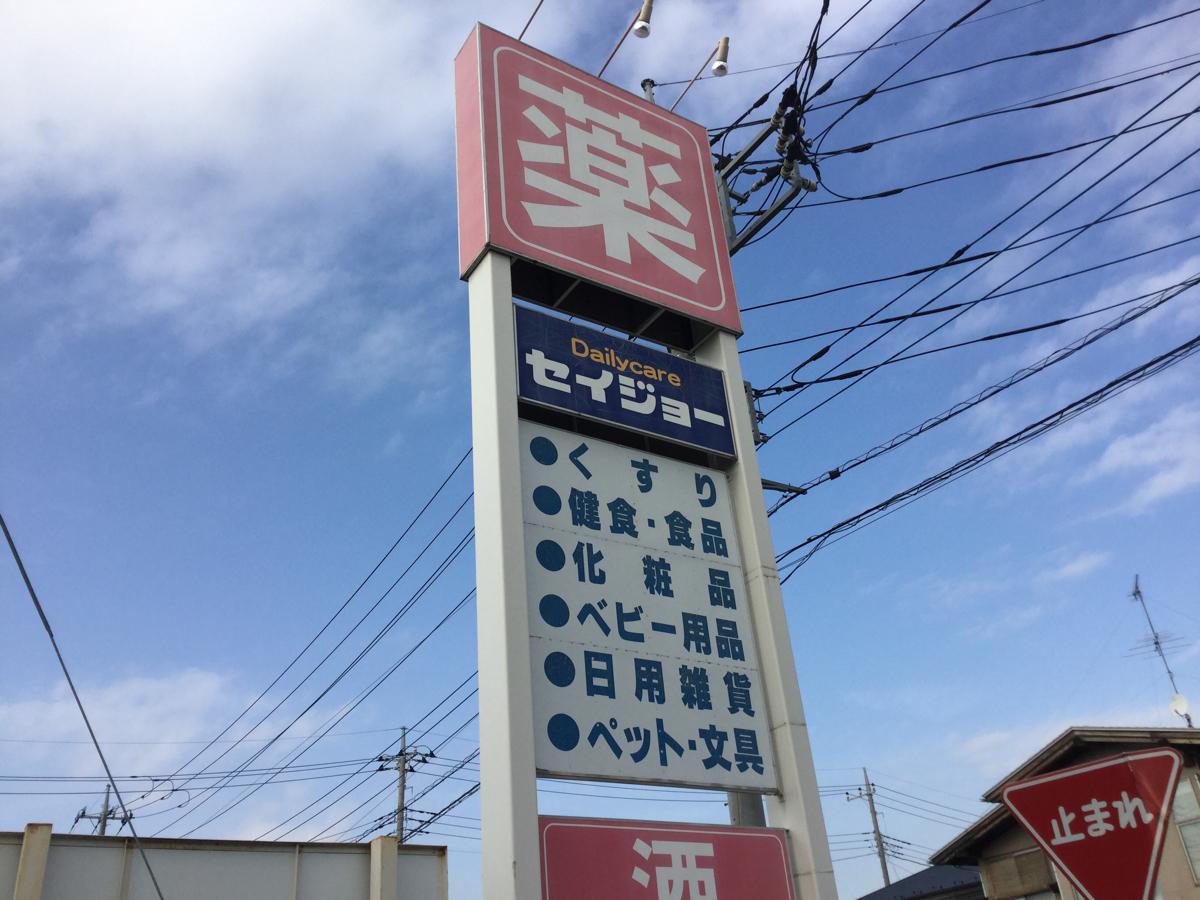 薬
Dailycare
セイジョー
●くすり
●健食・食品
●化粧品
●ベビー用品
●日用雑貨
●ペット・文具
酒
止まれ